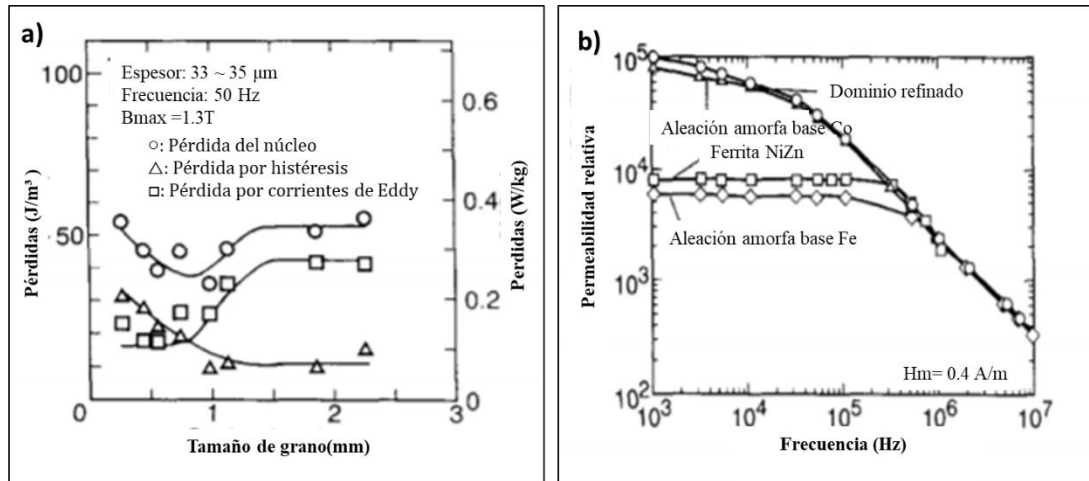 a)
Espesor: 33 ~ 35 μm
Frecuencia: 50 Hz
Bmax =1.3T
○: Pérdida del núcleo
△: Pérdida por histéresis
□: Pérdida por corrientes de Eddy
Pérdidas (J/m³)
100
50
0
Perdidas (W/kg)
0.6
0.4
0.2
0
0
1
2
3
Tamaño de grano(mm)
b)
Permeabilidad relativa
10⁵
10⁴
10³
10²
Dominio refinado
Aleación amorfa base Co
Ferrita NiZn
Aleación amorfa base Fe
Hm= 0.4 A/m
10³
10⁴
10⁵
10⁶
10⁷
Frecuencia (Hz)